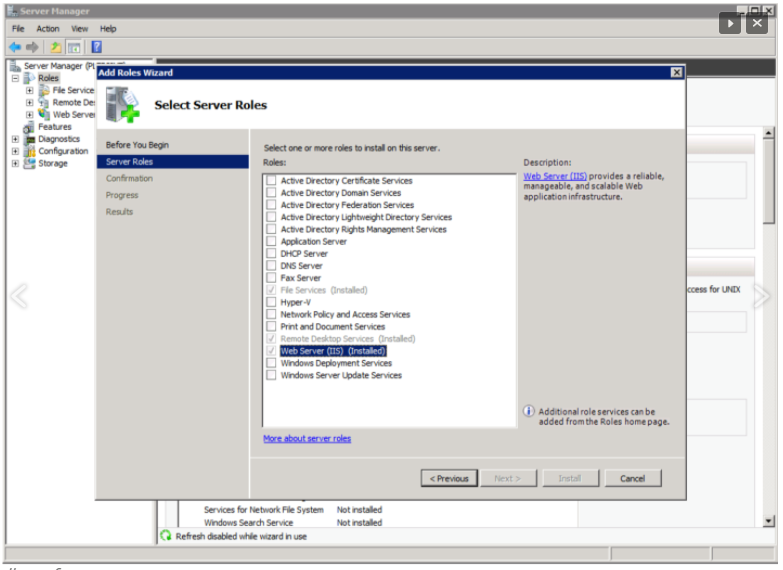 Server Manager
File Action View Help
Server Manager
Roles
File Service
Remote De
Web Server
Features
Diagnostics
Configuration
Storage
Add Roles Wizard
Select Server Roles
Before You Begin
Server Roles
Confirmation
Progress
Results
Select one or more roles to install on this server.
Roles:
Active Directory Certificate Services
Active Directory Domain Services
Active Directory Federation Services
Active Directory Lightweight Directory Services
Active Directory Rights Management Services
Application Server
DHCP Server
DNS Server
Fax Server
File Services (Installed)
Hyper-V
Network Policy and Access Services
Print and Document Services
Remote Desktop Services (Installed)
Web Server (IIS) (Installed)
Windows Deployment Services
Windows Server Update Services
More about server roles
Description:
Web Server (IIS) provides a reliable,
manageable, and scalable Web
application infrastructure.
Additional role services can be
added from the Roles home page.
< Previous
Next >
Install
Cancel
ccess for UNIX
Services for Network File System Not installed
Windows Search Service Not installed
Refresh disabled while wizard in use